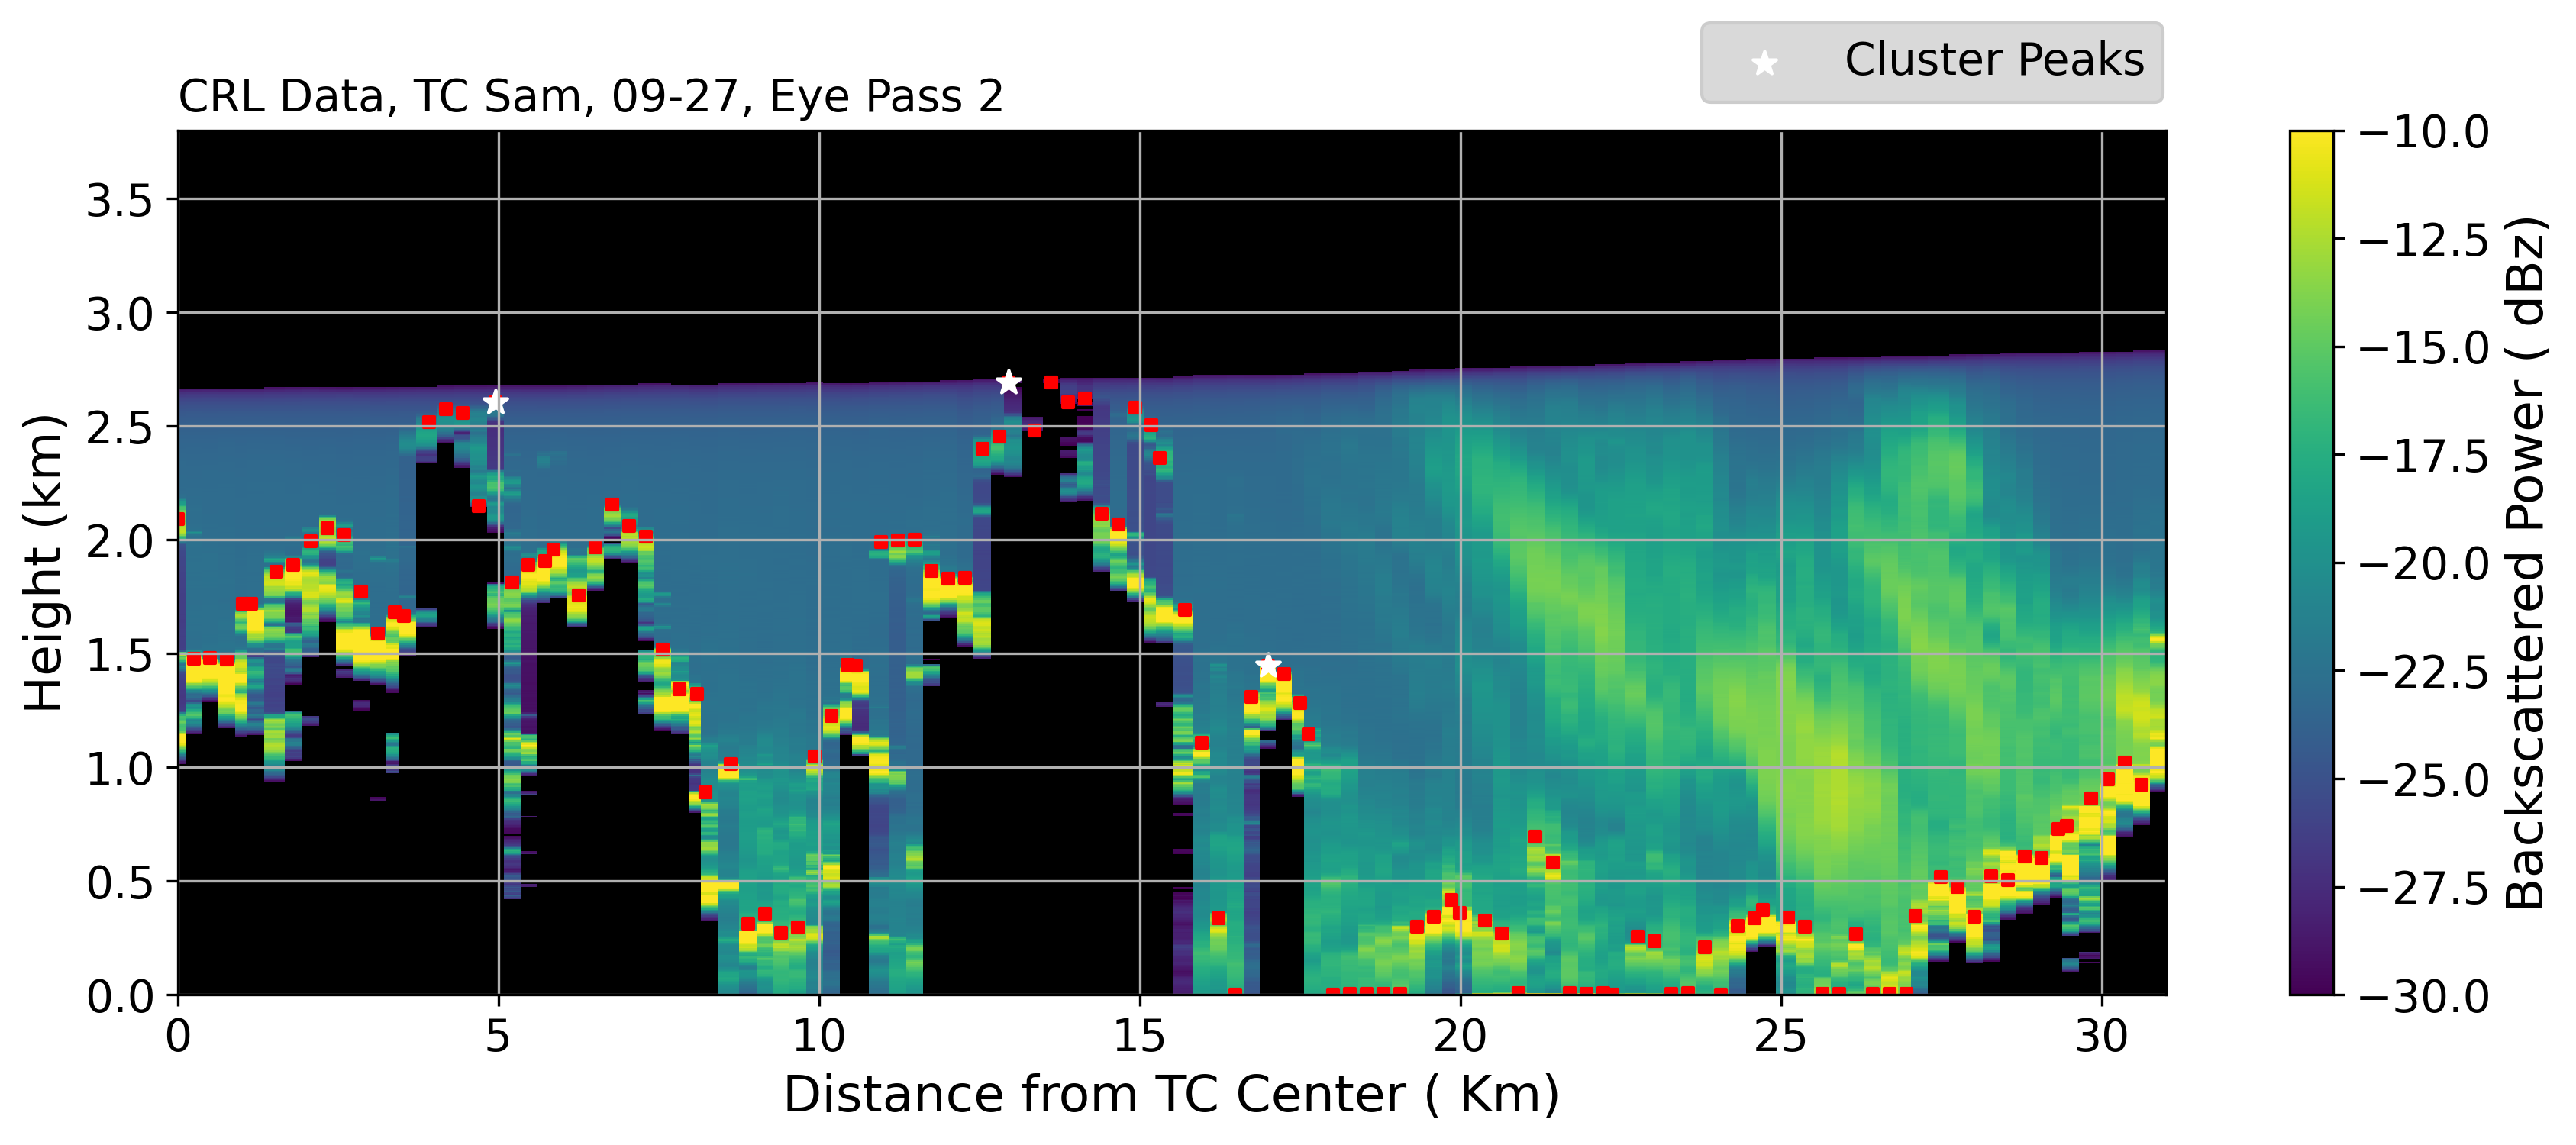 Cluster Peaks
CRL Data, TC Sam, 09-27, Eye Pass 2
Height (km)
3.5
3.0
2.5
2.0
1.5
1.0
0.5
0.0
0 5 10 15 20 25 30
Distance from TC Center ( Km)
−10.0
−12.5
−15.0
−17.5
−20.0
−22.5
−25.0
−27.5
−30.0
Backscattered Power ( dBz)